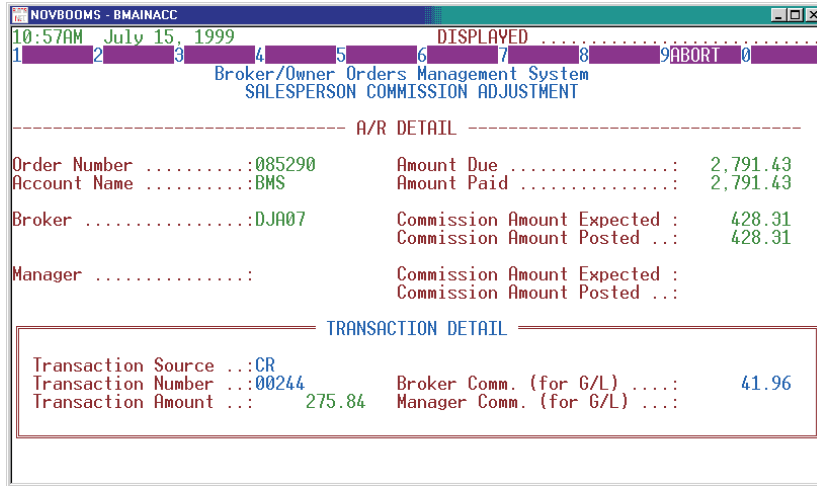 NOVBOOMS - BMAINACC
10:57AM July 15, 1999 DISPLAYED ............................
1 2 3 4 5 6 7 8 9ABORT 0
Broker/Owner Orders Management System
SALESPERSON COMMISSION ADJUSTMENT
--------------------------------- A/R DETAIL ---------------------------------
Order Number ..........:085290 Amount Due ................: 2,791.43
Account Name ..........:BMS Amount Paid ...............: 2,791.43
Broker ................:DJA07 Commission Amount Expected : 428.31
Commission Amount Posted ..: 428.31
Manager ...............: Commission Amount Expected :
Commission Amount Posted ..:
TRANSACTION DETAIL
Transaction Source ..:CR
Transaction Number ..:00244 Broker Comm. (for G/L) ....: 41.96
Transaction Amount ..: 275.84 Manager Comm. (for G/L) ...: